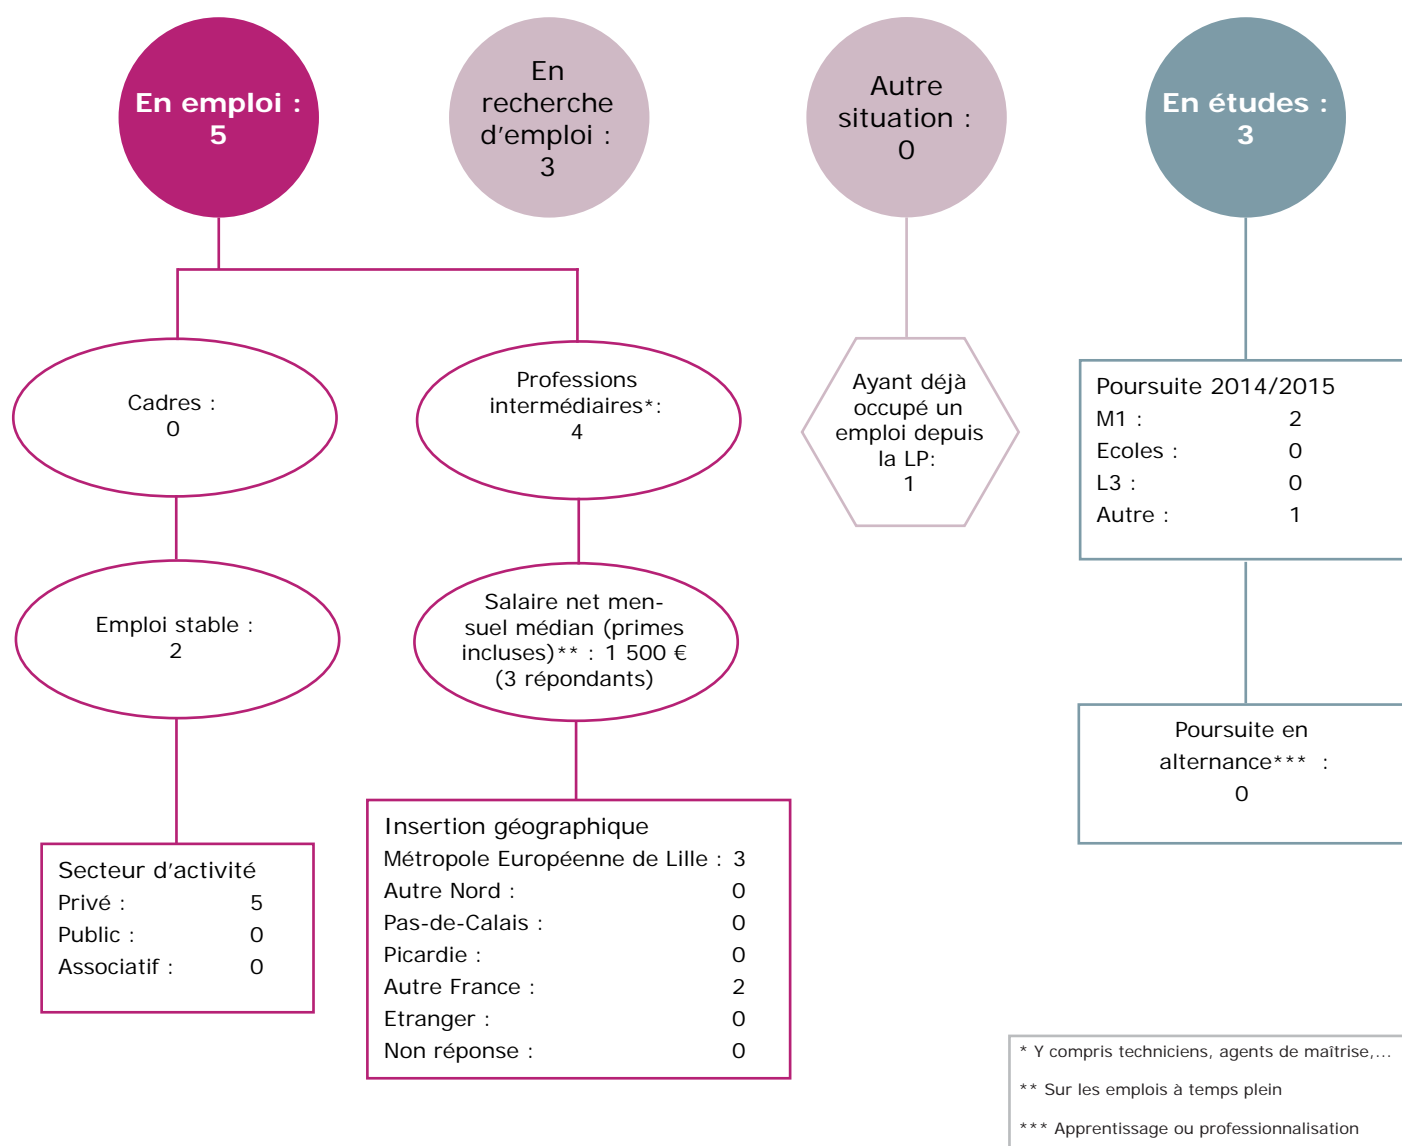 En emploi :
5
En
recherche
d'emploi :
3
Autre
situation :
0
En études :
3
Cadres :
0
Professions
intermédiaires*:
4
Ayant déjà
occupé un
emploi depuis
la LP:
1
Poursuite 2014/2015
M1 : 2
Ecoles : 0
L3 : 0
Autre : 1
Emploi stable :
2
Salaire net men-
suel médian (primes
incluses)** : 1 500 €
(3 répondants)
Poursuite en
alternance*** :
0
Secteur d'activité
Privé : 5
Public : 0
Associatif : 0
Insertion géographique
Métropole Européenne de Lille : 3
Autre Nord : 0
Pas-de-Calais : 0
Picardie : 0
Autre France : 2
Etranger : 0
Non réponse : 0
* Y compris techniciens, agents de maîtrise,...
** Sur les emplois à temps plein
*** Apprentissage ou professionnalisation